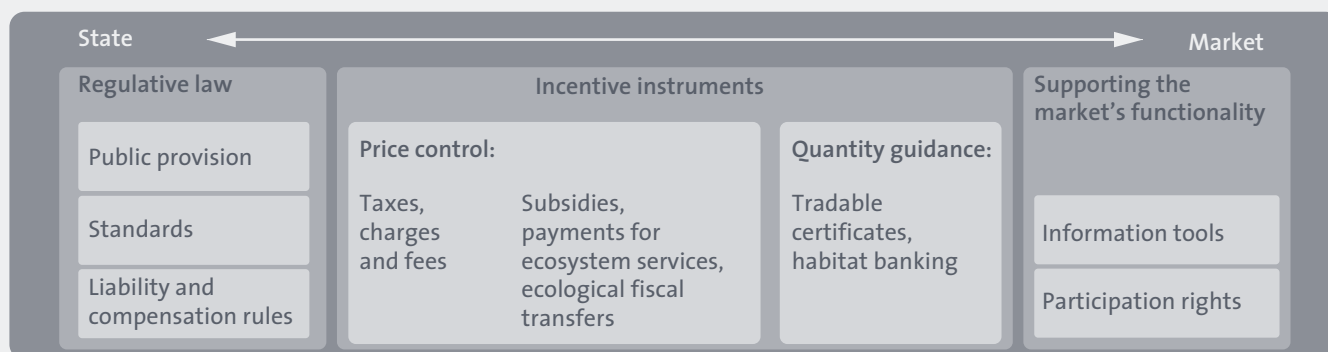 State
Market
Regulative law
Public provision
Standards
Liability and
compensation rules
Incentive instruments
Price control:
Taxes,
charges
and fees
Subsidies,
payments for
ecosystem services,
ecological fiscal
transfers
Quantity guidance:
Tradable
certificates,
habitat banking
Supporting the
market’s functionality
Information tools
Participation rights